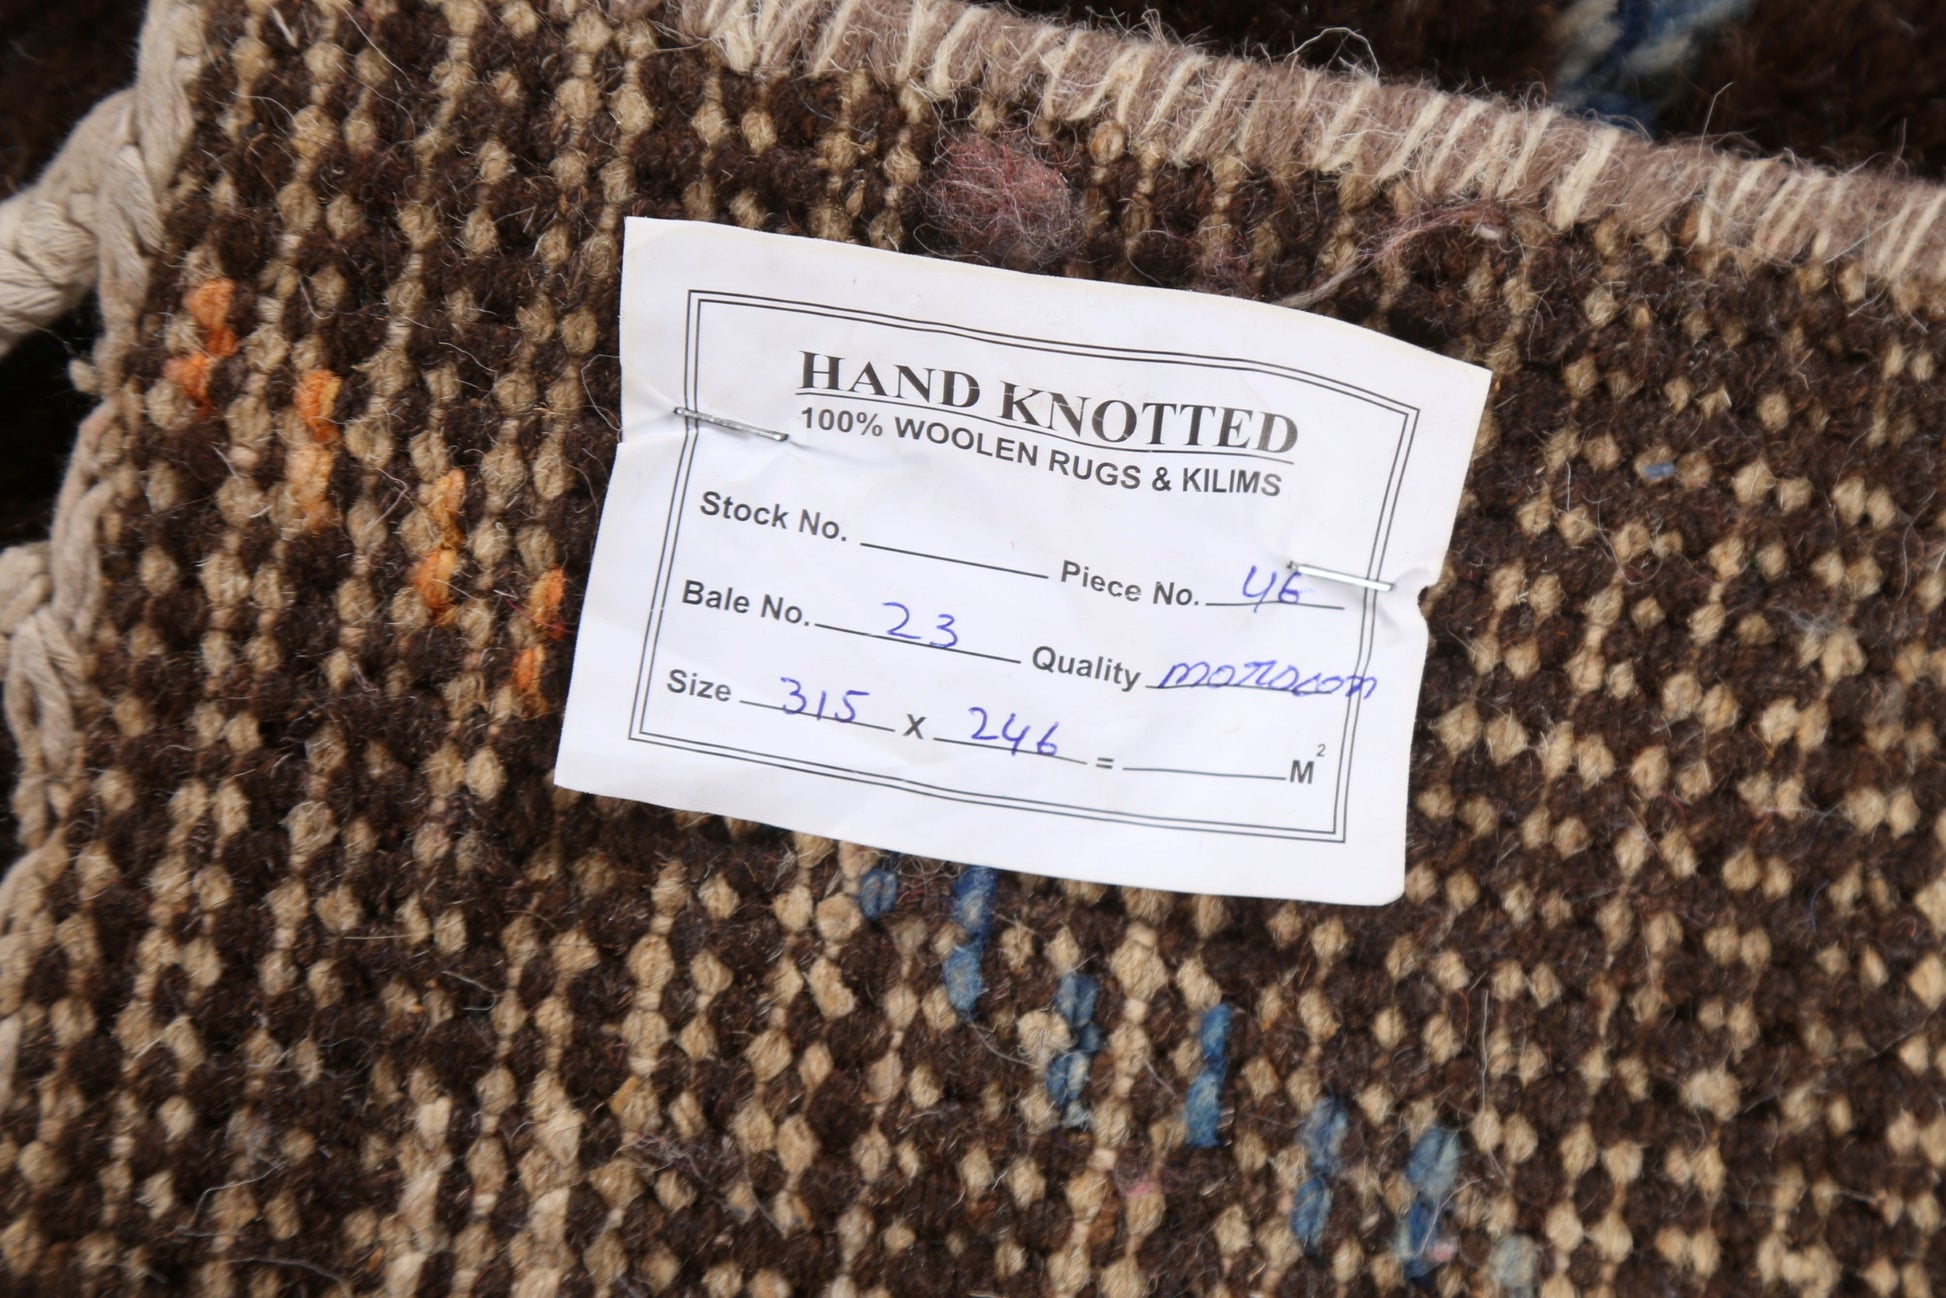 HAND KNOTTED
100% WOOLEN RUGS & KILIMS
Stock No. Piece No. 46
Bale No. 23 Quality moroccon
Size 315 x 246 = M²